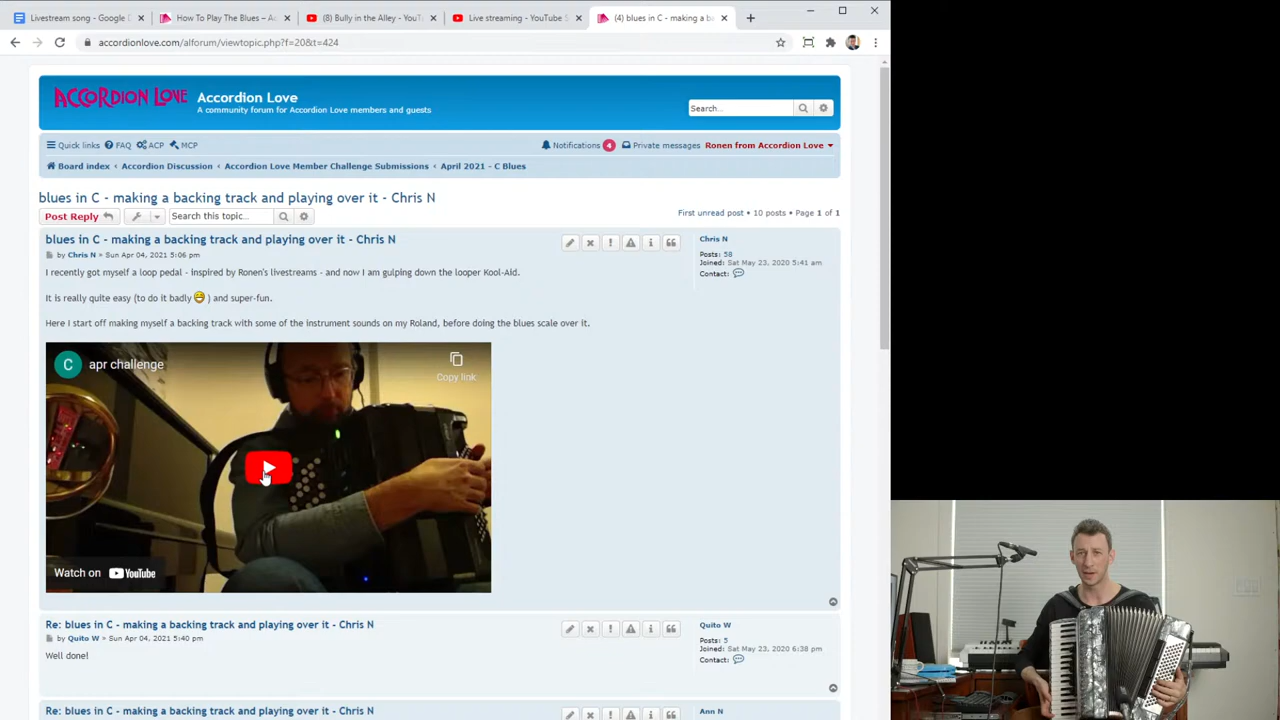 Livestream song - Google D
How To Play The Blues – Ac
(8) Bully in the Alley - YouTu
Live streaming - YouTube S
(4) blues in C - making a b
accordionlove.com/alforum/viewtopic.php?f=20&t=424
ACCORDION LOVE
Accordion Love
A community forum for Accordion Love members and guests
Search...
Quick links FAQ ACP MCP
Notifications 4 Private messages Ronen from Accordion Love
Board index ‹ Accordion Discussion ‹ Accordion Love Member Challenge Submissions ‹ April 2021 - C Blues
blues in C - making a backing track and playing over it - Chris N
Post Reply Search this topic...
First unread post • 10 posts • Page 1 of 1
blues in C - making a backing track and playing over it - Chris N
by Chris N » Sun Apr 04, 2021 5:06 pm
I recently got myself a loop pedal - inspired by Ronen's livestreams - and now I am gulping down the looper Kool-Aid.
It is really quite easy (to do it badly ) and super-fun.
Here I start off making myself a backing track with some of the instrument sounds on my Roland, before doing the blues scale over it.
Chris N
Posts: 58
Joined: Sat May 23, 2020 5:41 am
Contact:
C apr challenge
Copy link
Watch on YouTube
Re: blues in C - making a backing track and playing over it - Chris N
by Quito W » Sun Apr 04, 2021 5:40 pm
Well done!
Quito W
Posts: 5
Joined: Sat May 23, 2020 6:38 pm
Contact:
Re: blues in C - making a backing track and playing over it - Chris N
Ann N